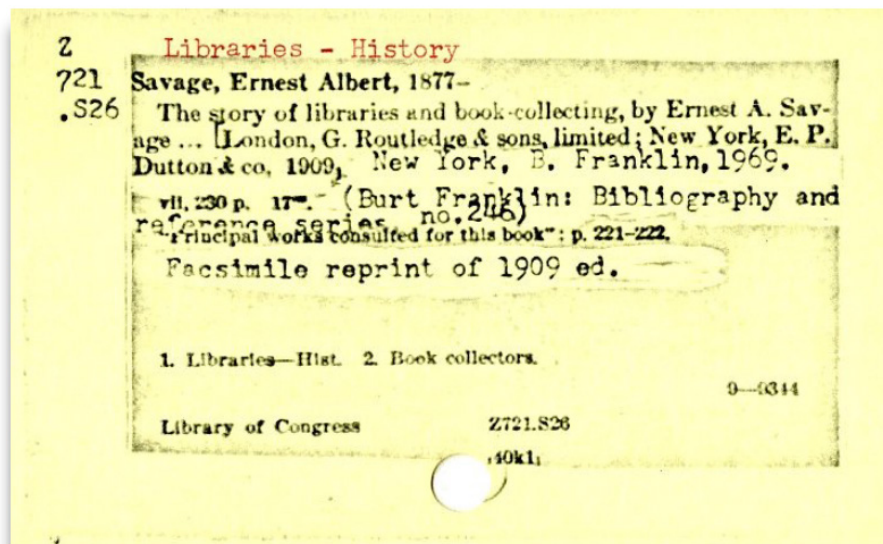 Z
Libraries - History
721
Savage, Ernest Albert, 1877-
.S26
The story of libraries and book-collecting, by Ernest A. Sav-
age ... [London, G. Routledge & sons, limited; New York, E. P.
Dutton & co, 1909] New York, B. Franklin, 1969.
vii, 230 p. 17cm. (Burt Franklin: Bibliography and
reference series no.246)
"Principal works consulted for this book": p. 221-222.
Facsimile reprint of 1909 ed.
1. Libraries—Hist. 2. Book collectors.
9—9344
Library of Congress Z721.S26
[40k1]